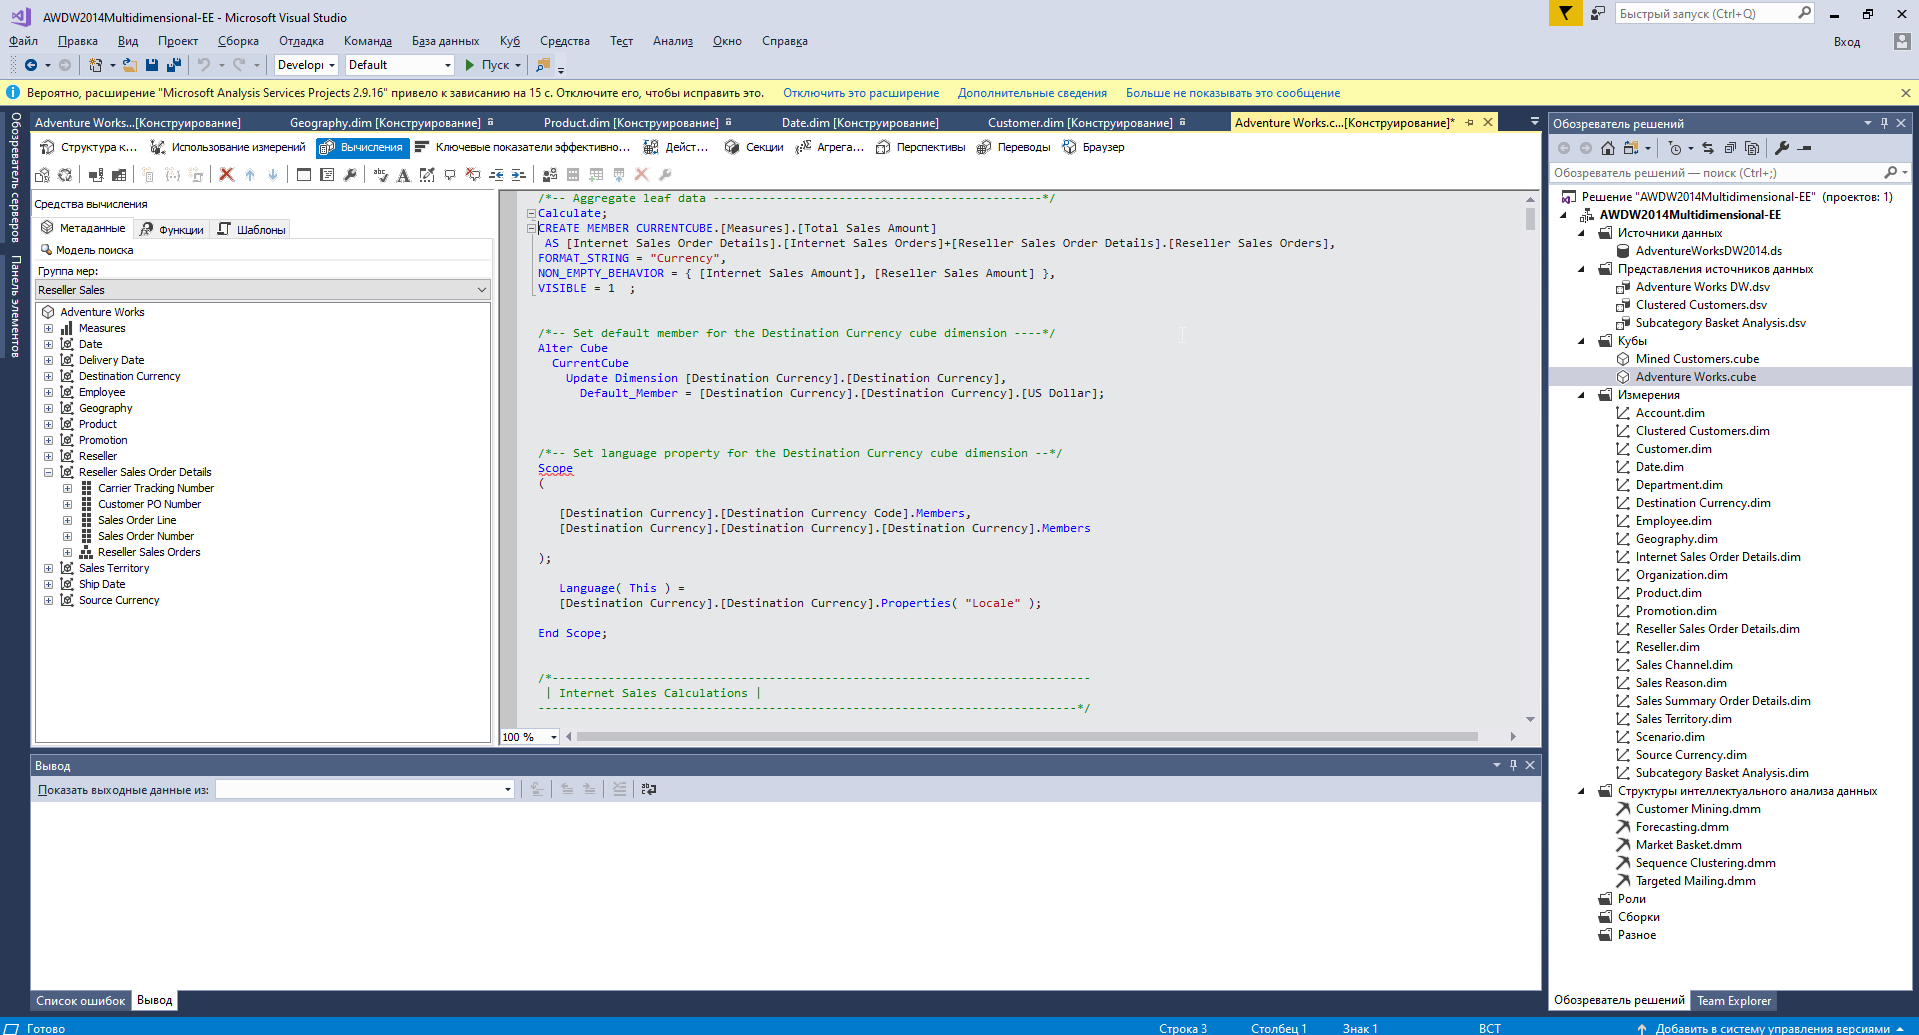 AWDW2014Multidimensional-EE - Microsoft Visual Studio
Быстрый запуск (Ctrl+Q)
Файл Правка Вид Проект Сборка Отладка Команда База данных Куб Средства Тест Анализ Окно Справка
Вход
Developi Default Пуск
Вероятно, расширение "Microsoft Analysis Services Projects 2.9.16" привело к зависанию на 15 с. Отключите его, чтобы исправить это. Отключить это расширение Дополнительные сведения Больше не показывать это сообщение
Обозреватель серверов
Панель элементов
Adventure Works...[Конструирование] Geography.dim [Конструирование] Product.dim [Конструирование] Date.dim [Конструирование] Customer.dim [Конструирование] Adventure Works.c...[Конструирование]*
Структура к... Использование измерений Вычисления Ключевые показатели эффективно... Дейст... Секции Агрега... Перспективы Переводы Браузер
Средства вычисления
Метаданные Функции Шаблоны
Модель поиска
Группа мер:
Reseller Sales
Adventure Works
Measures
Date
Delivery Date
Destination Currency
Employee
Geography
Product
Promotion
Reseller
Reseller Sales Order Details
Carrier Tracking Number
Customer PO Number
Sales Order Line
Sales Order Number
Reseller Sales Orders
Sales Territory
Ship Date
Source Currency
/*-- Aggregate leaf data -----------------------------------------------*/
Calculate;
CREATE MEMBER CURRENTCUBE.[Measures].[Total Sales Amount]
AS [Internet Sales Order Details].[Internet Sales Orders]+[Reseller Sales Order Details].[Reseller Sales Orders],
FORMAT_STRING = "Currency",
NON_EMPTY_BEHAVIOR = { [Internet Sales Amount], [Reseller Sales Amount] },
VISIBLE = 1  ;
/*-- Set default member for the Destination Currency cube dimension ----*/
Alter Cube
CurrentCube
Update Dimension [Destination Currency].[Destination Currency],
Default_Member = [Destination Currency].[Destination Currency].[US Dollar];
/*-- Set language property for the Destination Currency cube dimension --*/
Scope
(
[Destination Currency].[Destination Currency Code].Members,
[Destination Currency].[Destination Currency].[Destination Currency].Members
);
Language( This ) =
[Destination Currency].[Destination Currency].Properties( "Locale" );
End Scope;
/*-----------------------------------------------------------------------------
| Internet Sales Calculations |
-----------------------------------------------------------------------------*/
100 %
Вывод
Показать выходные данные из:
Список ошибок Вывод
Обозреватель решений
Обозреватель решений — поиск (Ctrl+;)
Решение "AWDW2014Multidimensional-EE" (проектов: 1)
AWDW2014Multidimensional-EE
Источники данных
AdventureWorksDW2014.ds
Представления источников данных
Adventure Works DW.dsv
Clustered Customers.dsv
Subcategory Basket Analysis.dsv
Кубы
Mined Customers.cube
Adventure Works.cube
Измерения
Account.dim
Clustered Customers.dim
Customer.dim
Date.dim
Department.dim
Destination Currency.dim
Employee.dim
Geography.dim
Internet Sales Order Details.dim
Organization.dim
Product.dim
Promotion.dim
Reseller Sales Order Details.dim
Reseller.dim
Sales Channel.dim
Sales Reason.dim
Sales Summary Order Details.dim
Sales Territory.dim
Scenario.dim
Source Currency.dim
Subcategory Basket Analysis.dim
Структуры интеллектуального анализа данных
Customer Mining.dmm
Forecasting.dmm
Market Basket.dmm
Sequence Clustering.dmm
Targeted Mailing.dmm
Роли
Сборки
Разное
Обозреватель решений Team Explorer
Готово Строка 3 Столбец 1 Знак 1 ВСТ Добавить в систему управления версиями